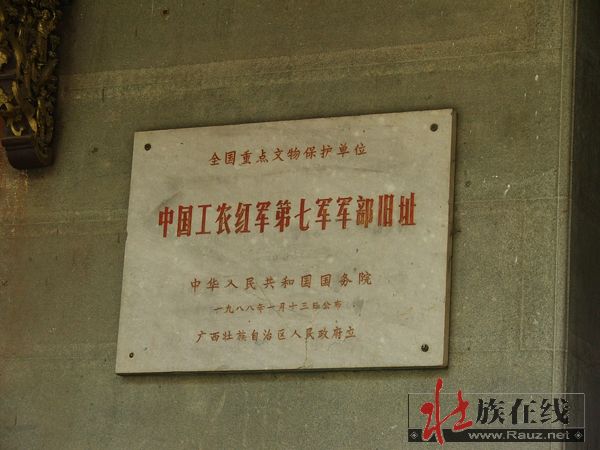 全国重点文物保护单位
中国工农红军第七军军部旧址
中华人民共和国国务院
一九八八年一月十三日公布
广西壮族自治区人民政府立
壮族在线
www.Rauz.net